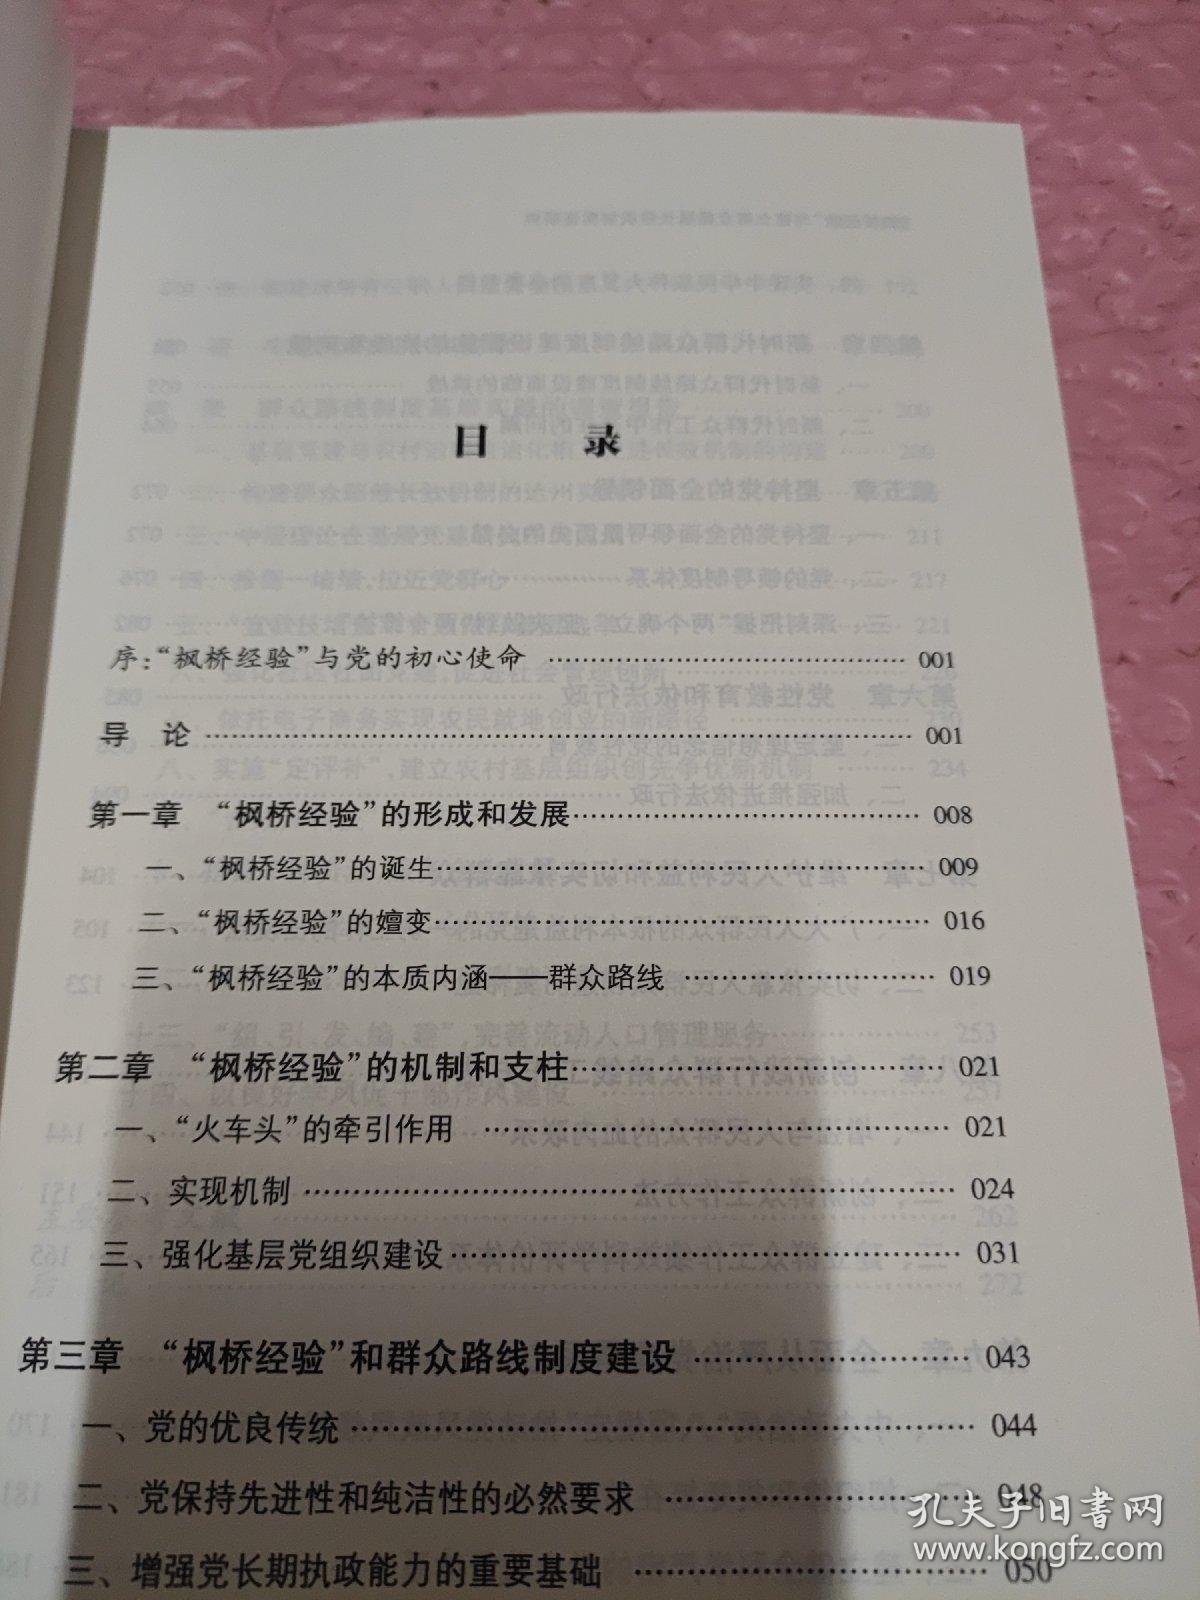 目 录
序：“枫桥经验”与党的初心使命 …… 001
导 论 …… 001
第一章 “枫桥经验”的形成和发展 …… 008
一、“枫桥经验”的诞生 …… 009
二、“枫桥经验”的嬗变 …… 016
三、“枫桥经验”的本质内涵——群众路线 …… 019
第二章 “枫桥经验”的机制和支柱 …… 021
一、“火车头”的牵引作用 …… 021
二、实现机制 …… 024
三、强化基层党组织建设 …… 031
第三章 “枫桥经验”和群众路线制度建设 …… 043
一、党的优良传统 …… 044
二、党保持先进性和纯洁性的必然要求 …… 048
三、增强党长期执政能力的重要基础 …… 050
孔夫子旧书网
www.kongfz.com